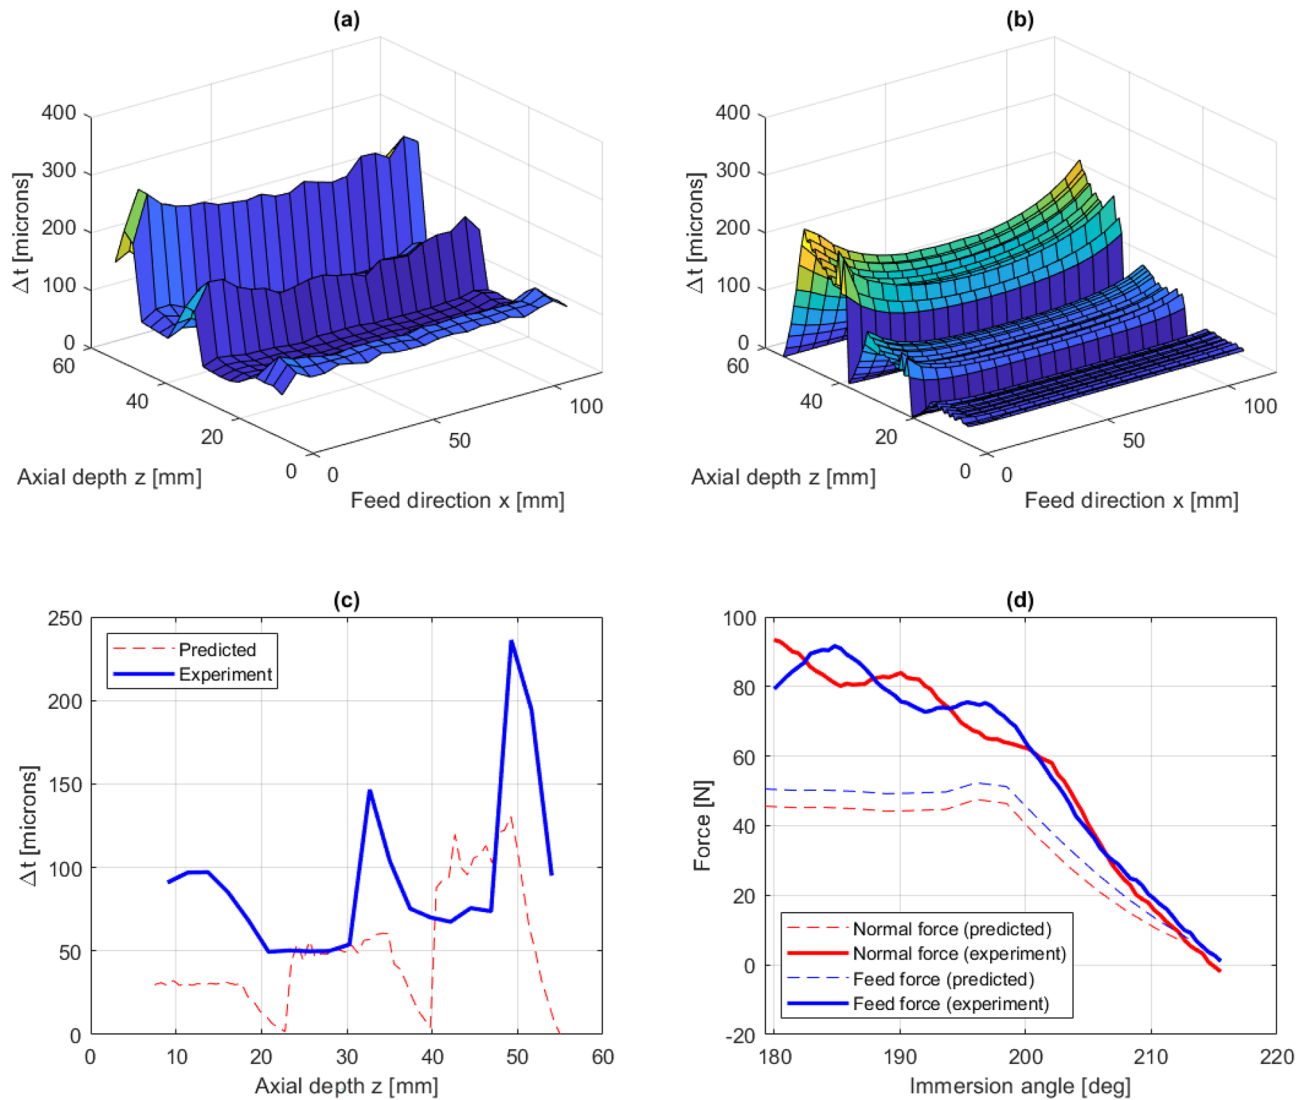 (a)
400
300
200
100
0
60
40
20
0
0
50
100
Δt [microns]
Axial depth z [mm]
Feed direction x [mm]
(b)
400
300
200
100
0
60
40
20
0
0
50
100
Δt [microns]
Axial depth z [mm]
Feed direction x [mm]
(c)
250
200
150
100
50
0
0 10 20 30 40 50 60
Δt [microns]
Axial depth z [mm]
Predicted
Experiment
(d)
100
80
60
40
20
0
-20
180 190 200 210 220
Force [N]
Immersion angle [deg]
Normal force (predicted)
Normal force (experiment)
Feed force (predicted)
Feed force (experiment)